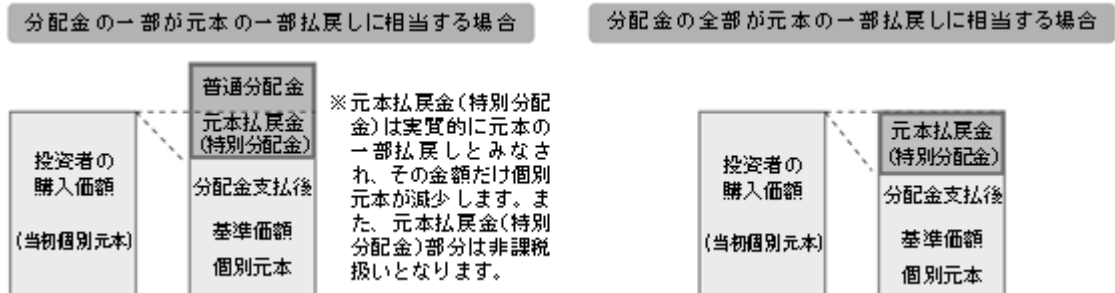 分配金の一部が元本の一部払戻しに相当する場合
普通分配金
元本払戻金
(特別分配金)
投資者の
購入価額
(当初個別元本)
分配金支払後
基準価額
個別元本
※元本払戻金(特別分配
金)は実質的に元本の
一部払戻しとみなさ
れ、その金額だけ個別
元本が減少します。ま
た、元本払戻金(特別
分配金)部分は非課税
扱いとなります。
分配金の全部が元本の一部払戻しに相当する場合
元本払戻金
(特別分配金)
投資者の
購入価額
(当初個別元本)
分配金支払後
基準価額
個別元本